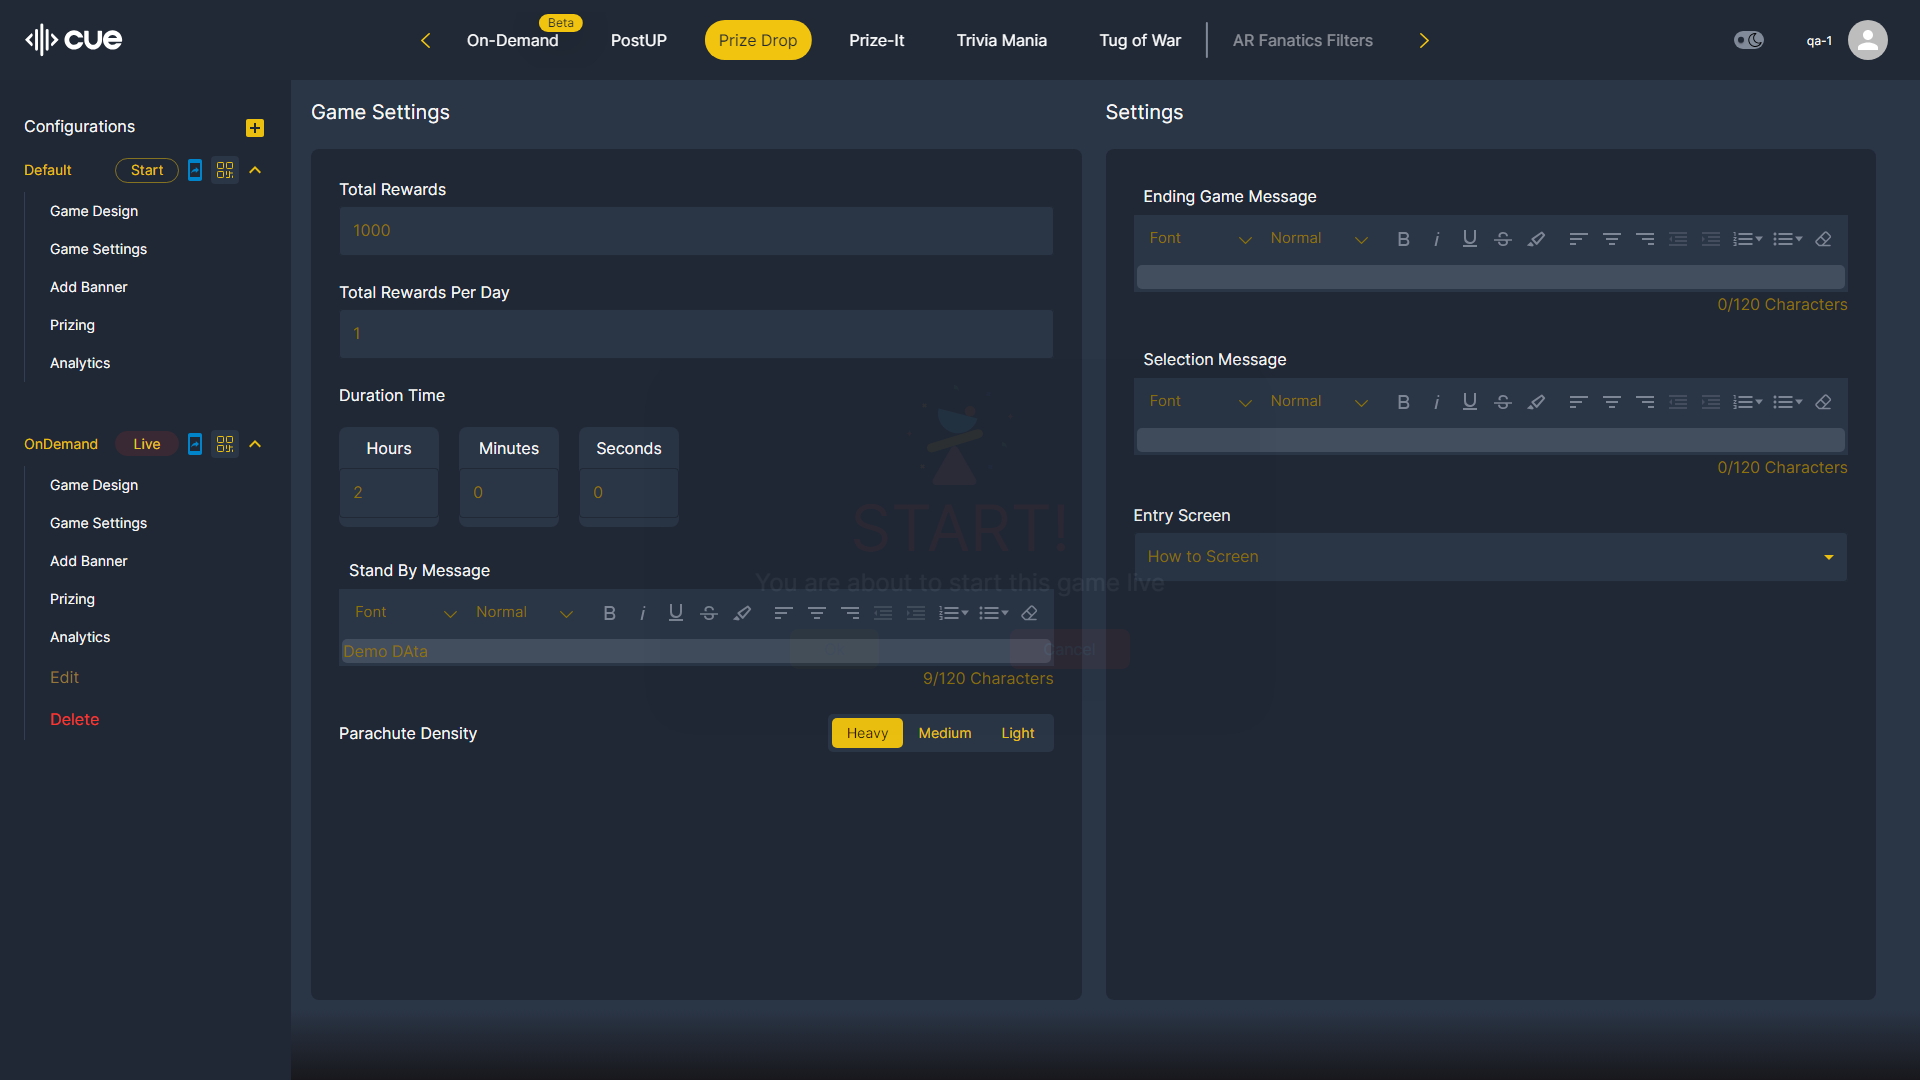 cue
On-Demand
Beta
PostUP
Prize Drop
Prize-It
Trivia Mania
Tug of War
AR Fanatics Filters
qa-1
Configurations
Default
Start
Game Design
Game Settings
Add Banner
Prizing
Analytics
OnDemand
Live
Game Design
Game Settings
Add Banner
Prizing
Analytics
Edit
Delete
Game Settings
Total Rewards
1000
Total Rewards Per Day
1
Duration Time
Hours
Minutes
Seconds
2
0
0
Stand By Message
Font
Normal
Demo DAta
9/120 Characters
Parachute Density
Heavy
Medium
Light
START!
You are about to start this game live
Cancel
Settings
Ending Game Message
Font
Normal
0/120 Characters
Selection Message
Font
Normal
0/120 Characters
Entry Screen
How to Screen